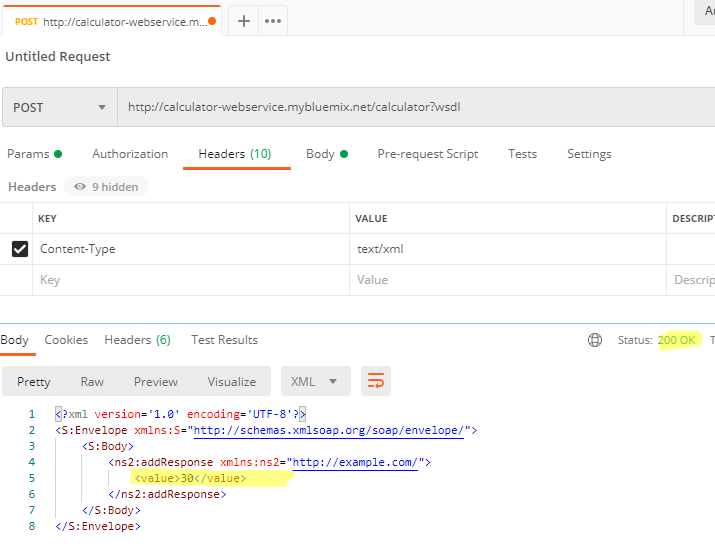 POST http://calculator-webservice.m... + •••
Au
Untitled Request
POST http://calculator-webservice.mybluemix.net/calculator?wsdl
Params Authorization Headers (10) Body Pre-request Script Tests Settings
Headers 9 hidden
KEY VALUE DESCRIPT
Content-Type text/xml
Key Value Descrip
Body Cookies Headers (6) Test Results Status: 200 OK T
Pretty Raw Preview Visualize XML
1 <?xml version='1.0' encoding='UTF-8'?>
2 <S:Envelope xmlns:S="http://schemas.xmlsoap.org/soap/envelope/">
3 <S:Body>
4 <ns2:addResponse xmlns:ns2="http://example.com/">
5 <value>30</value>
6 </ns2:addResponse>
7 </S:Body>
8 </S:Envelope>